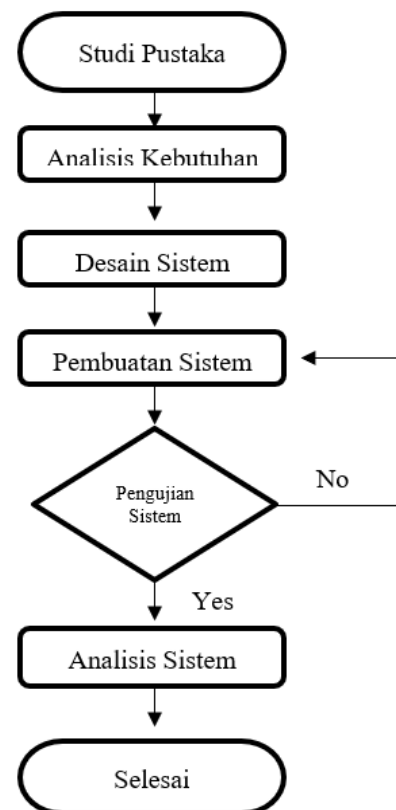 Studi Pustaka
Analisis Kebutuhan
Desain Sistem
Pembuatan Sistem
Pengujian
Sistem
No
Yes
Analisis Sistem
Selesai